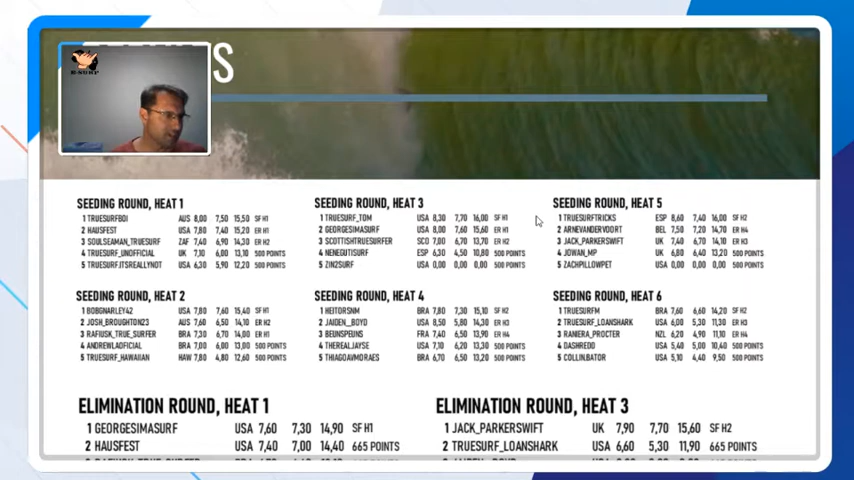 S
R-SURF
SEEDING ROUND, HEAT 1
1 TRUESURFBOI AUS 8,00 7,50 15,50 SF H1
2 HAUSFEST USA 7,80 7,40 15,20 ER H1
3 SOULSEAMAN_TRUESURF ZAF 7,40 6,90 14,30 ER H2
4 TRUESURF_UNOFFICIAL UK 7,10 6,00 13,10 500 POINTS
5 TRUESURF.ITSREALLYNOT USA 6,30 5,90 12,20 500 POINTS
SEEDING ROUND, HEAT 3
1 TRUESURF_TOM USA 8,30 7,70 16,00 SF H1
2 GEORGESIMASURF USA 8,00 7,60 15,60 ER H1
3 SCOTTISHTRUESURFER SCO 7,00 6,70 13,70 ER H2
4 NENEGUTISURF ESP 6,30 4,50 10,80 500 POINTS
5 ZIN2SURF USA 0,00 0,00 0,00 500 POINTS
SEEDING ROUND, HEAT 5
1 TRUESURFTRICKS ESP 8,60 7,40 16,00 SF H2
2 ARNEVANDERVOORT BEL 7,50 7,20 14,70 ER H4
3 JACK_PARKERSWIFT UK 7,40 6,70 14,10 ER H3
4 JOWAN_MP UK 6,80 6,40 13,20 500 POINTS
5 ZACHPILLOWPET USA 0,00 0,00 0,00 500 POINTS
SEEDING ROUND, HEAT 2
1 BOBGNARLEY42 USA 7,80 7,60 15,40 SF H1
2 JOSH_BROUGHTON23 AUS 7,60 6,50 14,10 ER H2
3 RAFIUSK_TRUE_SURFER BRA 7,30 6,70 14,00 ER H1
4 ANDREWLAOFICIAL BRA 7,00 6,00 13,00 500 POINTS
5 TRUESURF_HAWAIIAN HAW 7,80 4,80 12,60 500 POINTS
SEEDING ROUND, HEAT 4
1 HEITORSNM BRA 7,80 7,30 15,10 SF H2
2 JAIDEN_BOYD USA 8,50 5,80 14,30 ER H3
3 BEUNSPEUNS FRA 7,40 6,50 13,90 ER H4
4 THEREALJAYSE USA 7,10 6,20 13,30 500 POINTS
5 THIAGOAVMORAES BRA 6,70 6,50 13,20 500 POINTS
SEEDING ROUND, HEAT 6
1 TRUESURFM BRA 7,60 6,60 14,20 SF H2
2 TRUESURF_LOANSHARK USA 6,00 5,30 11,30 ER H3
3 RANIERA_PROCTER NZL 6,20 4,90 11,10 ER H4
4 DASHREDO USA 5,40 5,00 10,40 500 POINTS
5 COLLIN.BATOR USA 5,10 4,40 9,50 500 POINTS
ELIMINATION ROUND, HEAT 1
1 GEORGESIMASURF USA 7,60 7,30 14,90 SF H1
2 HAUSFEST USA 7,40 7,00 14,40 665 POINTS
ELIMINATION ROUND, HEAT 3
1 JACK_PARKERSWIFT UK 7,90 7,70 15,60 SF H2
2 TRUESURF_LOANSHARK USA 6,60 5,30 11,90 665 POINTS